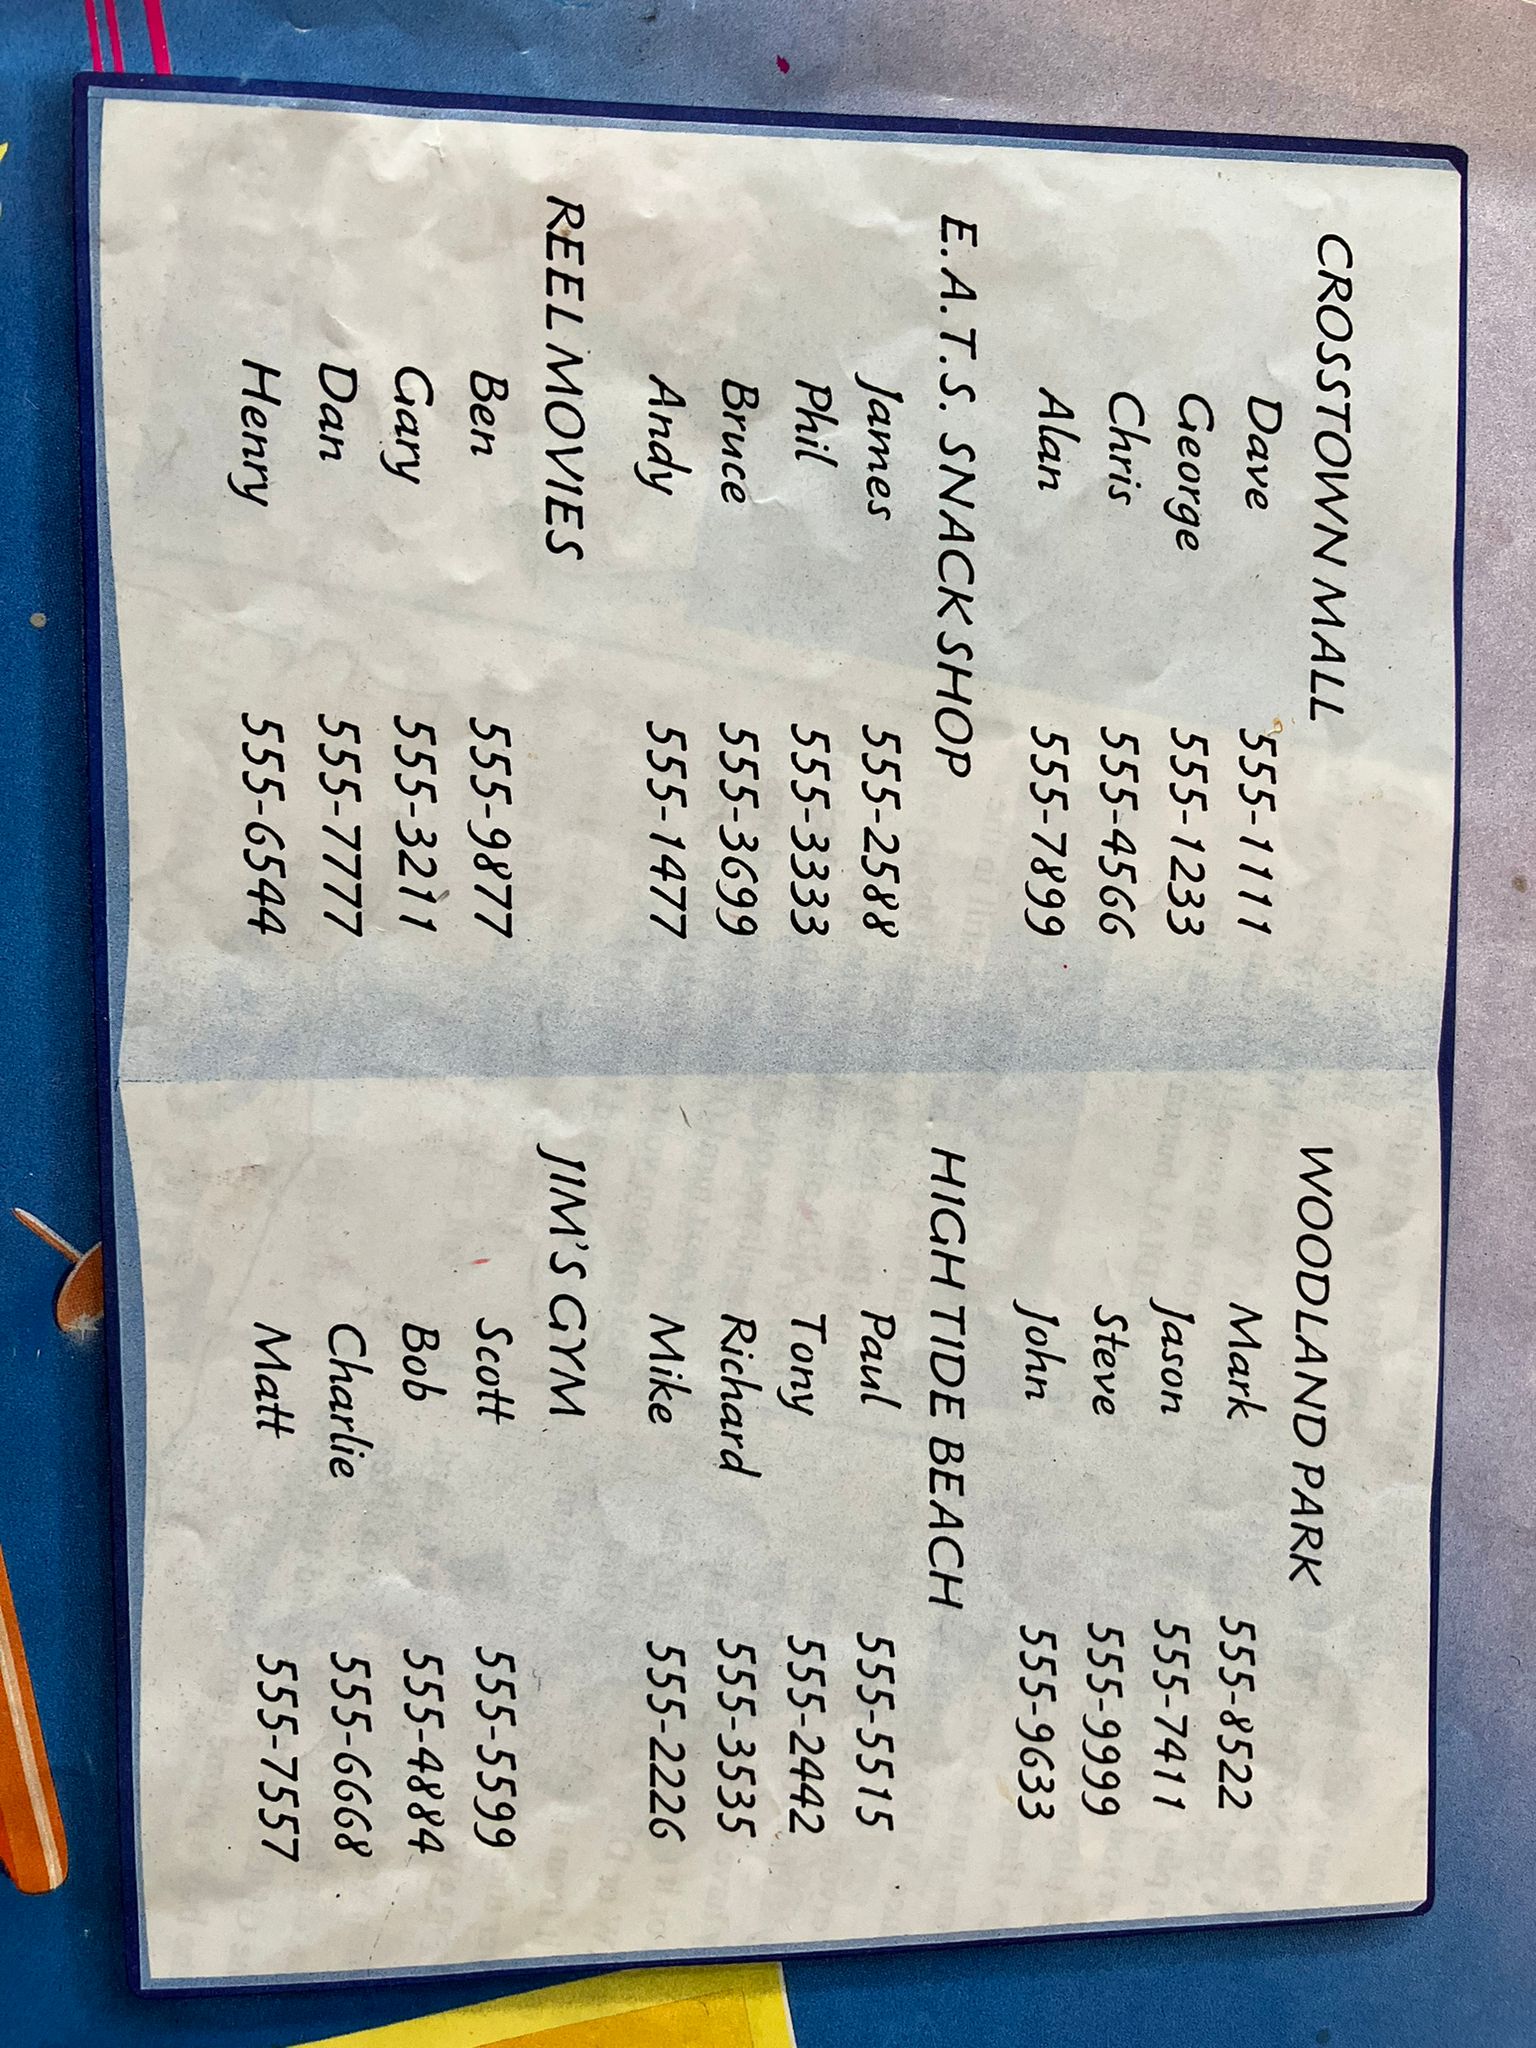 CROSSTOWN MALL
Dave 555-1111
George 555-1233
Chris 555-4566
Alan 555-7899
E.A.T.S. SNACK SHOP
James 555-2588
Phil 555-3333
Bruce 555-3699
Andy 555-1477
REEL MOVIES
Ben 555-9877
Gary 555-3211
Dan 555-7777
Henry 555-6544
WOODLAND PARK
Mark 555-8522
Jason 555-7411
Steve 555-9999
John 555-9633
HIGH TIDE BEACH
Paul 555-5515
Tony 555-2442
Richard 555-3535
Mike 555-2226
JIM'S GYM
Scott 555-5599
Bob 555-4884
Charlie 555-6668
Matt 555-7557